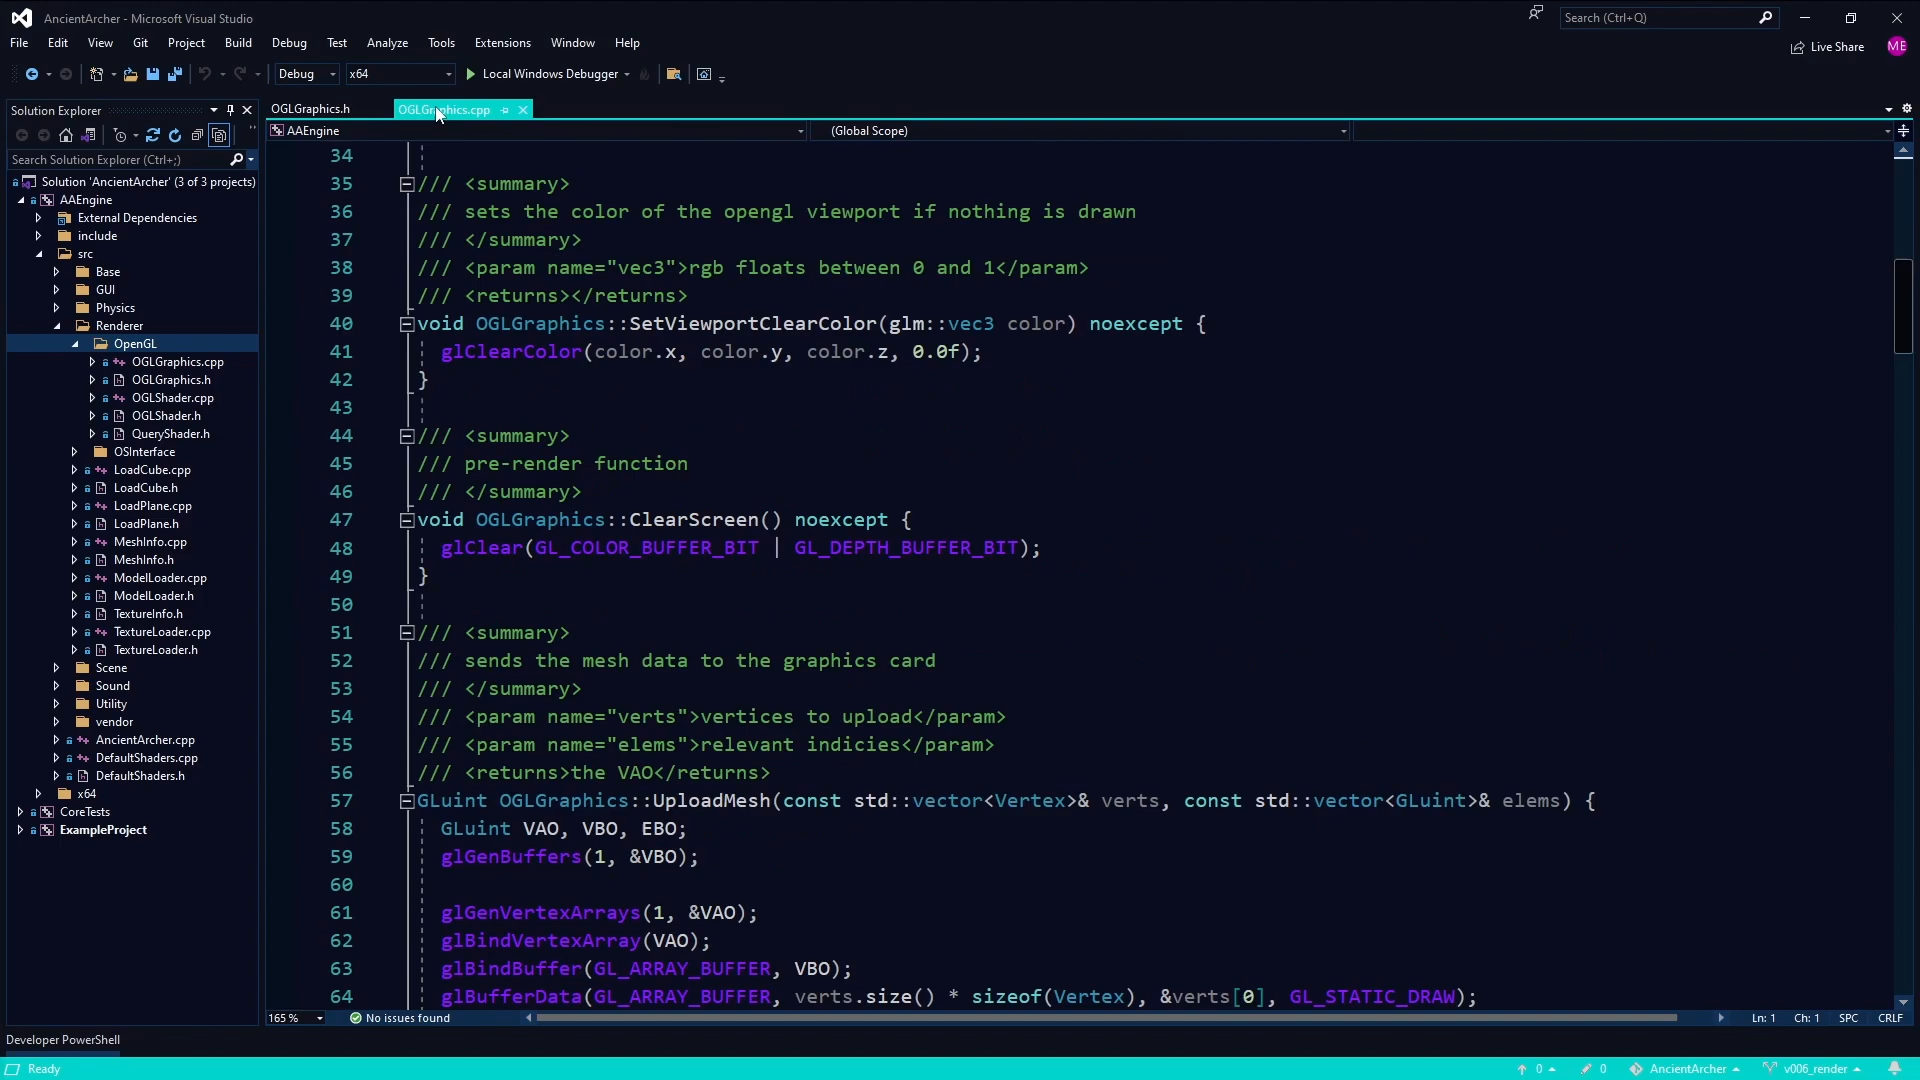 AncientArcher - Microsoft Visual Studio
Search (Ctrl+Q)
File Edit View Git Project Build Debug Test Analyze Tools Extensions Window Help
Live Share
ME
Debug x64 Local Windows Debugger
Solution Explorer
OGLGraphics.h OGLGraphics.cpp
AAEngine (Global Scope)
Search Solution Explorer (Ctrl+;)
Solution 'AncientArcher' (3 of 3 projects)
AAEngine
External Dependencies
include
src
Base
GUI
Physics
Renderer
OpenGL
OGLGraphics.cpp
OGLGraphics.h
OGLShader.cpp
OGLShader.h
QueryShader.h
OSInterface
LoadCube.cpp
LoadCube.h
LoadPlane.cpp
LoadPlane.h
MeshInfo.cpp
MeshInfo.h
ModelLoader.cpp
ModelLoader.h
TextureInfo.h
TextureLoader.cpp
TextureLoader.h
Scene
Sound
Utility
vendor
AncientArcher.cpp
DefaultShaders.cpp
DefaultShaders.h
x64
CoreTests
ExampleProject
34
35 /// <summary>
36 /// sets the color of the opengl viewport if nothing is drawn
37 /// </summary>
38 /// <param name="vec3">rgb floats between 0 and 1</param>
39 /// <returns></returns>
40 void OGLGraphics::SetViewportClearColor(glm::vec3 color) noexcept {
41 glClearColor(color.x, color.y, color.z, 0.0f);
42 }
43
44 /// <summary>
45 /// pre-render function
46 /// </summary>
47 void OGLGraphics::ClearScreen() noexcept {
48 glClear(GL_COLOR_BUFFER_BIT | GL_DEPTH_BUFFER_BIT);
49 }
50
51 /// <summary>
52 /// sends the mesh data to the graphics card
53 /// </summary>
54 /// <param name="verts">vertices to upload</param>
55 /// <param name="elems">relevant indicies</param>
56 /// <returns>the VAO</returns>
57 GLuint OGLGraphics::UploadMesh(const std::vector<Vertex>& verts, const std::vector<GLuint>& elems) {
58 GLuint VAO, VBO, EBO;
59 glGenBuffers(1, &VBO);
60
61 glGenVertexArrays(1, &VAO);
62 glBindVertexArray(VAO);
63 glBindBuffer(GL_ARRAY_BUFFER, VBO);
64 glBufferData(GL_ARRAY_BUFFER, verts.size() * sizeof(Vertex), &verts[0], GL_STATIC_DRAW);
165 % No issues found Ln: 1 Ch: 1 SPC CRLF
Developer PowerShell
Ready 0 0 AncientArcher v006_render